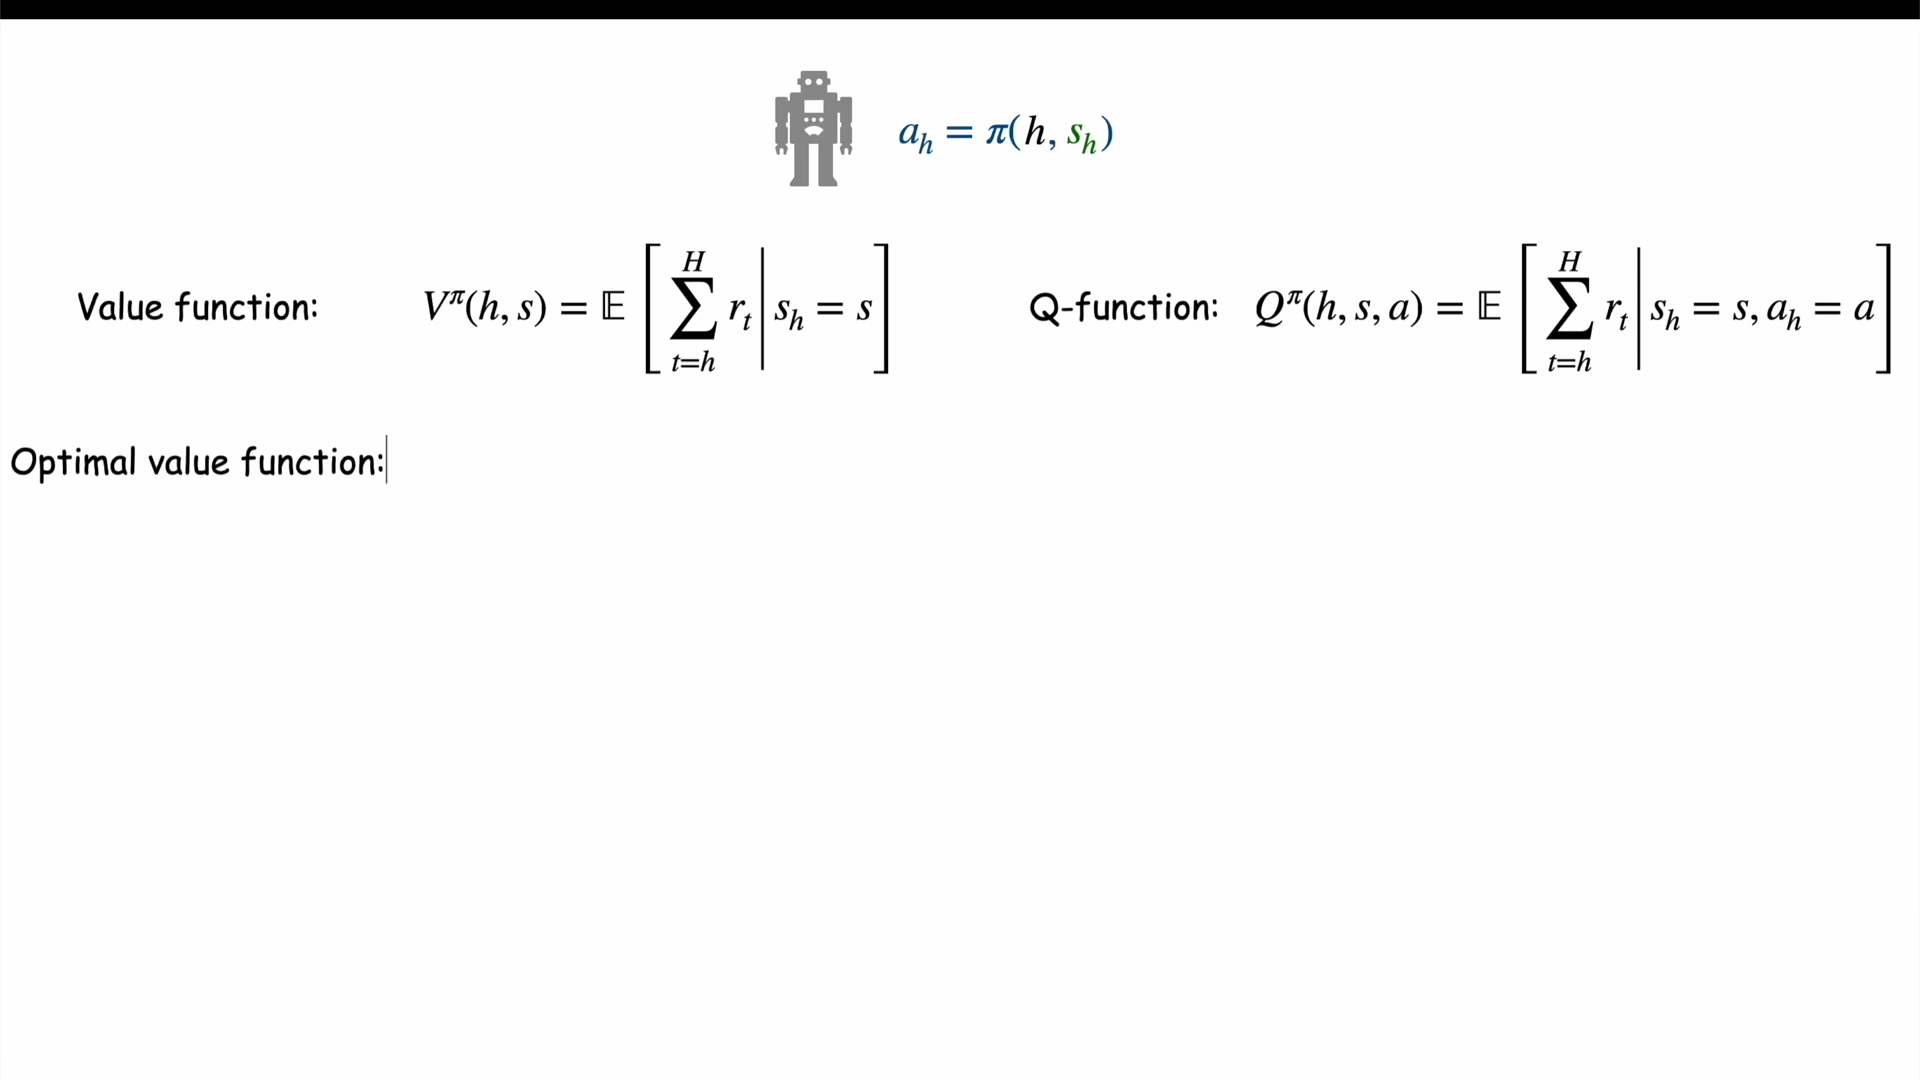 a_h = π(h, s_h)
Value function: V^π(h, s) = 𝔼 [ ∑_{t=h}^{H} r_t | s_h = s ] Q-function: Q^π(h, s, a) = 𝔼 [ ∑_{t=h}^{H} r_t | s_h = s, a_h = a ]
Optimal value function: